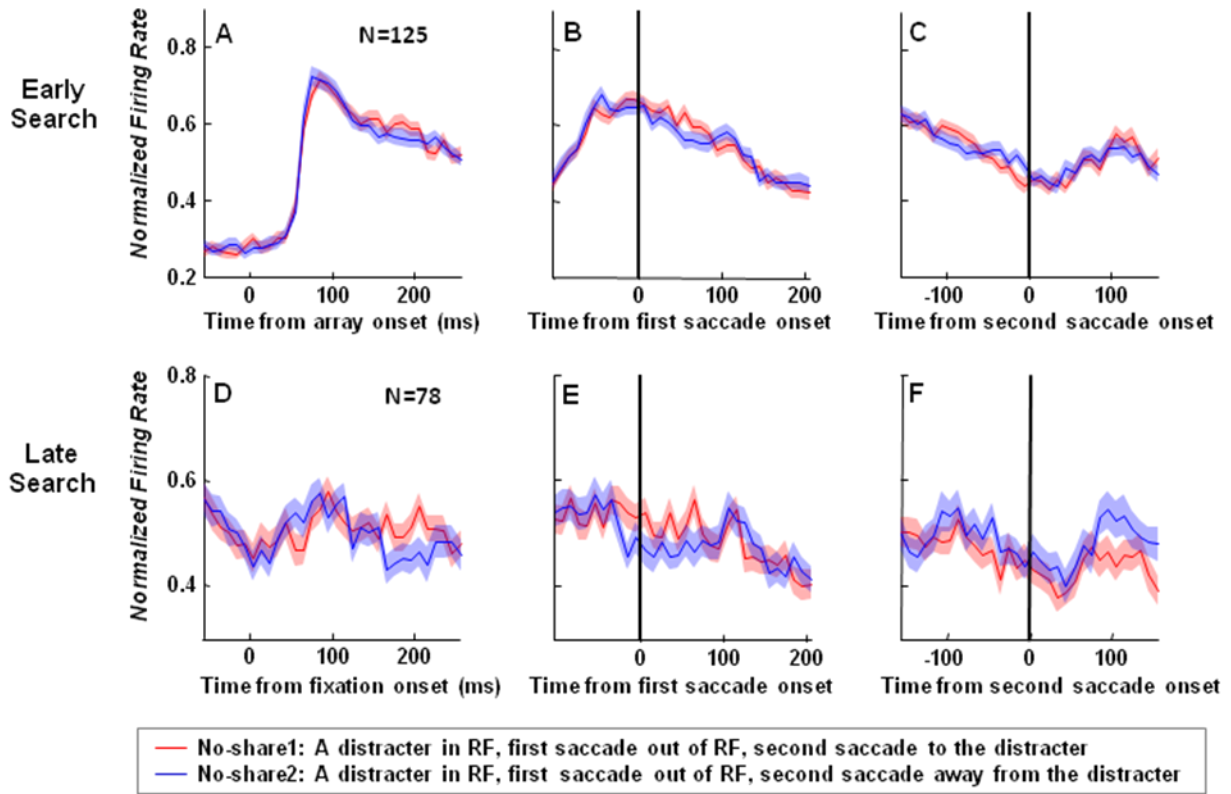 Early
Search
Normalized Firing Rate
0.8
0.6
0.4
0.2
A
N=125
0
100
200
Time from array onset (ms)
B
0
100
200
Time from first saccade onset
C
-100
0
100
Time from second saccade onset
Late
Search
Normalized Firing Rate
0.8
0.6
0.4
D
N=78
0
100
200
Time from fixation onset (ms)
E
0
100
200
Time from first saccade onset
F
-100
0
100
Time from second saccade onset
No-share1: A distracter in RF, first saccade out of RF, second saccade to the distracter
No-share2: A distracter in RF, first saccade out of RF, second saccade away from the distracter